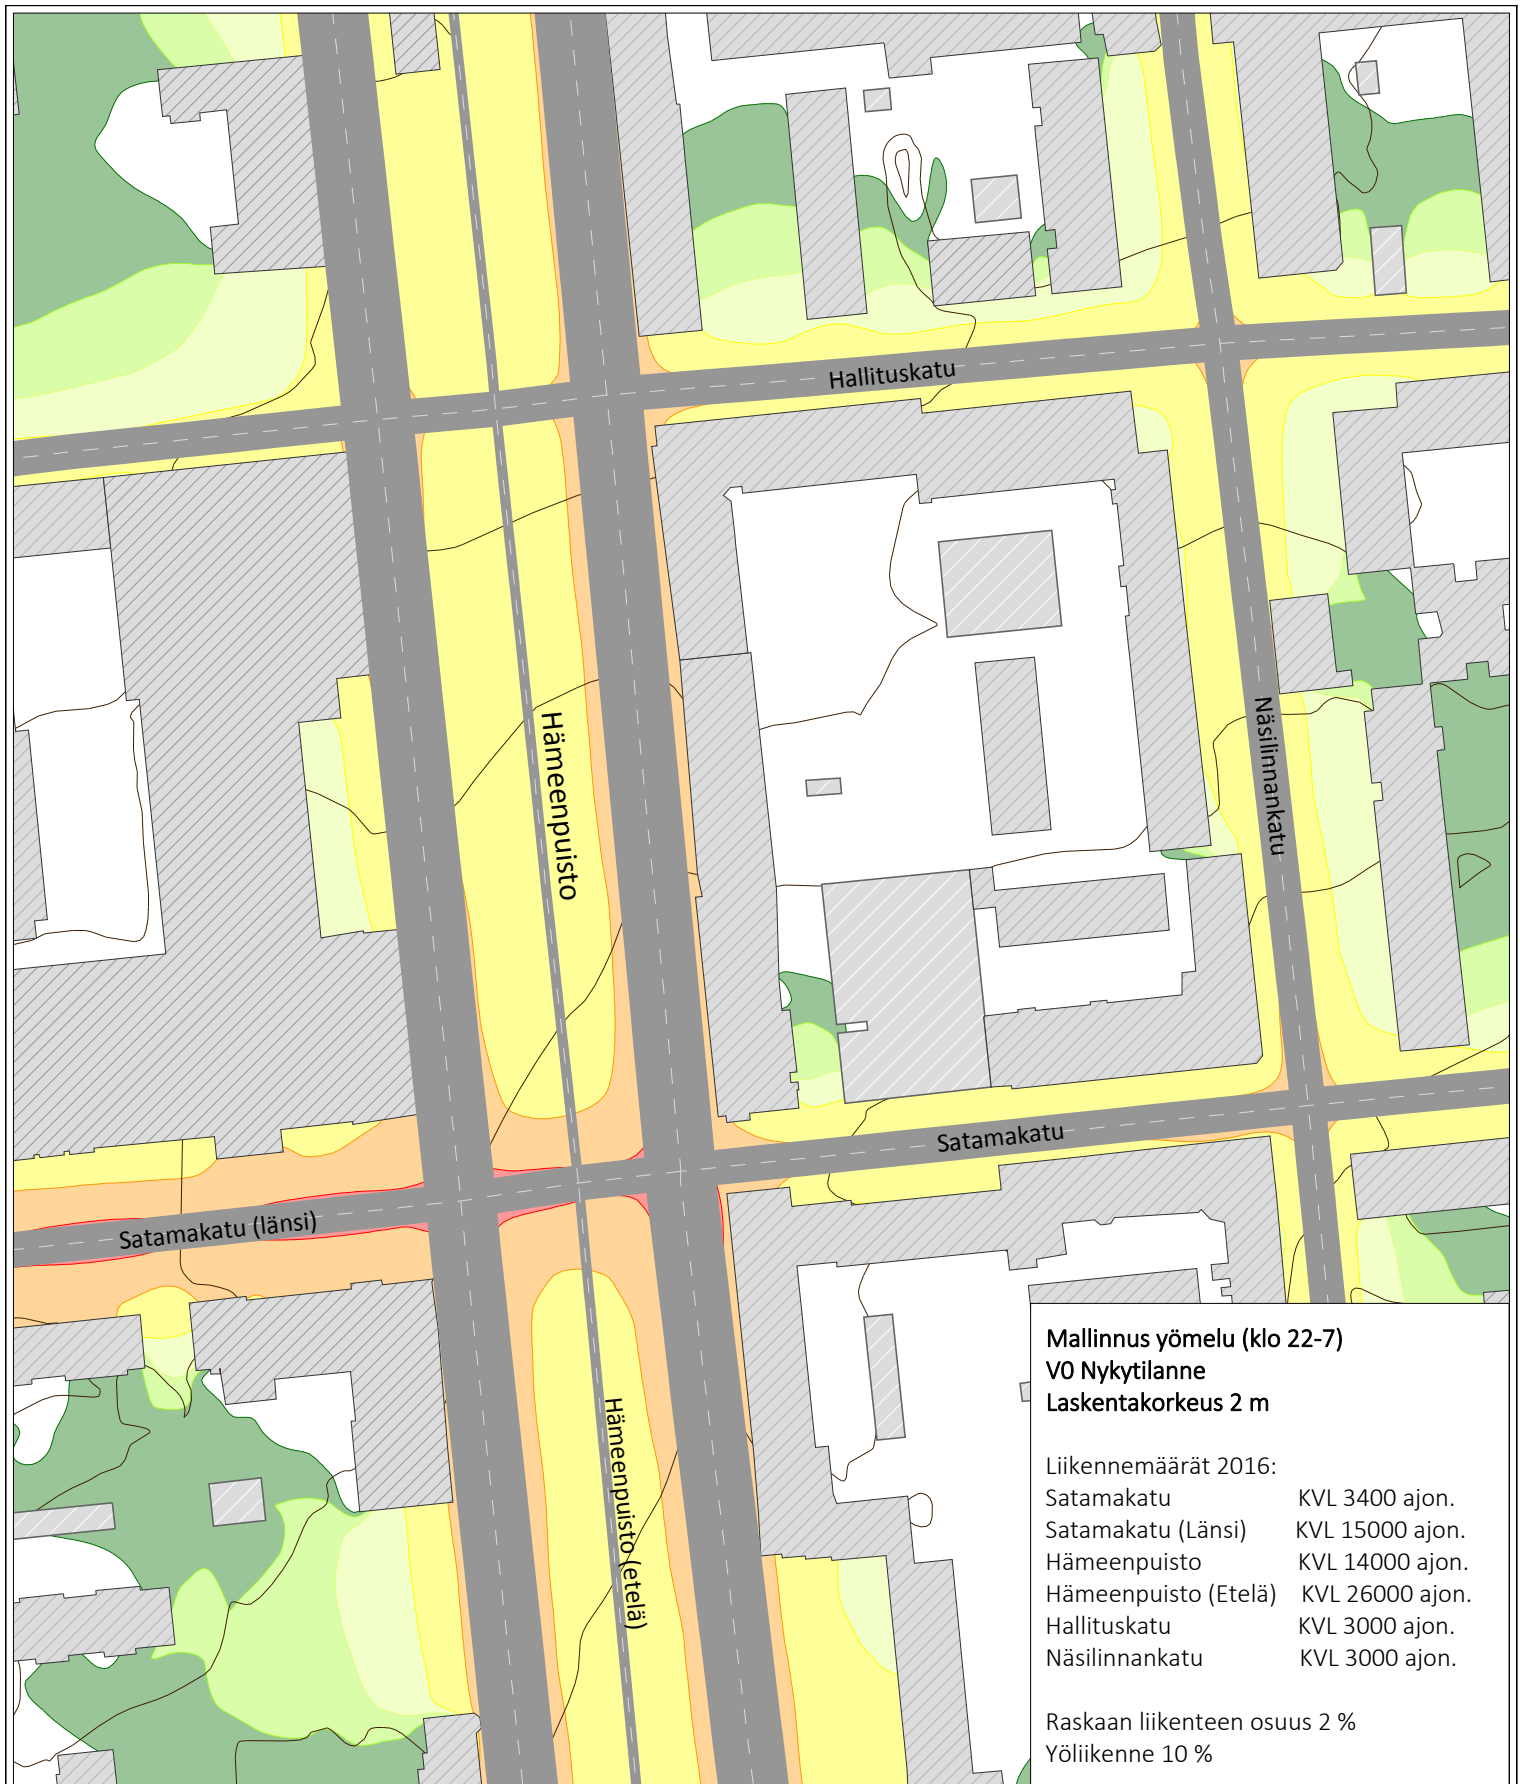 Hallituskatu
Hämeenpuisto
Näsilinnankatu
Satamakatu
Satamakatu (länsi)
Hämeenpuisto (etelä)
Mallinnus yömelu (klo 22-7)
V0 Nykytilanne
Laskentakorkeus 2 m
Liikennemäärät 2016:
Satamakatu KVL 3400 ajon.
Satamakatu (Länsi) KVL 15000 ajon.
Hämeenpuisto KVL 14000 ajon.
Hämeenpuisto (Etelä) KVL 26000 ajon.
Hallituskatu KVL 3000 ajon.
Näsilinnankatu KVL 3000 ajon.
Raskaan liikenteen osuus 2 %
Yöliikenne 10 %